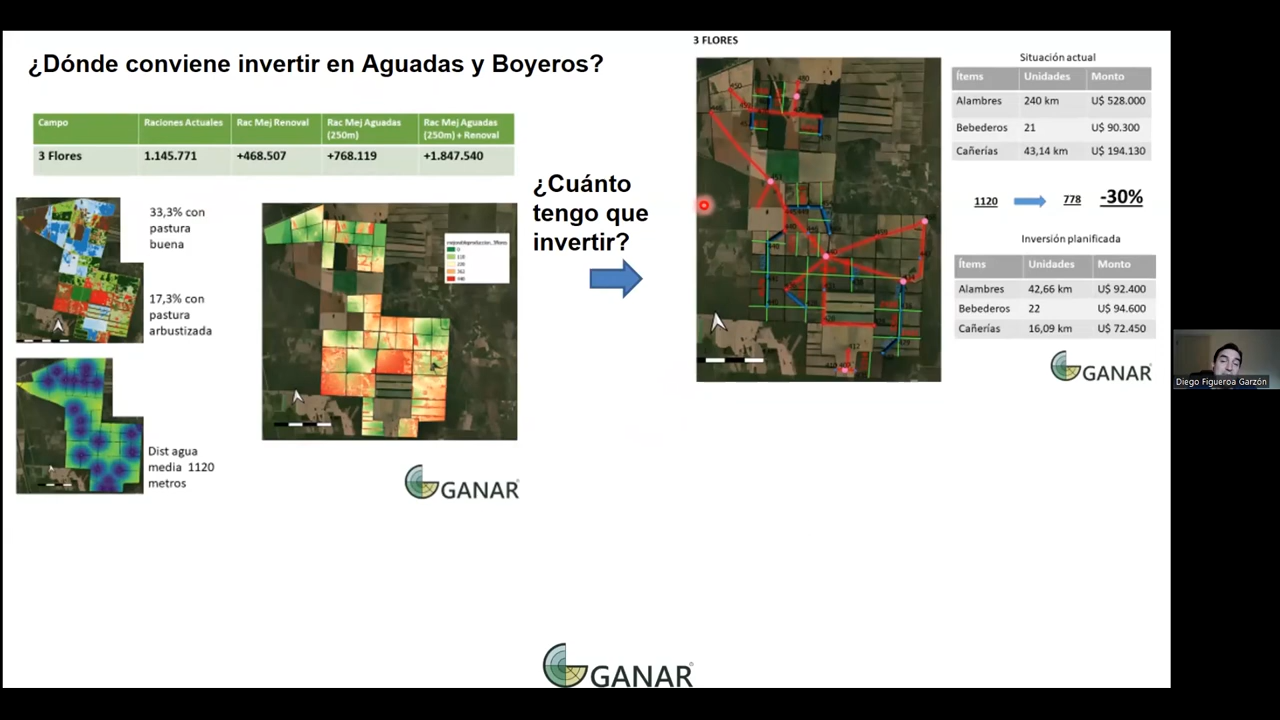 ¿Dónde conviene invertir en Aguadas y Boyeros?
Campo Raciones Actuales Rac Mej Renoval Rac Mej Aguadas (250m) Rac Mej Aguadas (250m) + Renoval
3 Flores 1.145.771 +468.507 +768.119 +1.847.540
33,3% con
pastura
buena
17,3% con
pastura
arbustizada
Dist agua
media 1120
metros
GANAR
¿Cuánto
tengo que
invertir?
3 FLORES
Situación actual
Ítems Unidades Monto
Alambres 240 km U$ 528.000
Bebederos 21 U$ 90.300
Cañerías 43,14 km U$ 194.130
1120 778 -30%
Inversión planificada
Ítems Unidades Monto
Alambres 42,66 km U$ 92.400
Bebederos 22 U$ 94.600
Cañerías 16,09 km U$ 72.450
GANAR
GANAR
Diego Figueroa Garzón